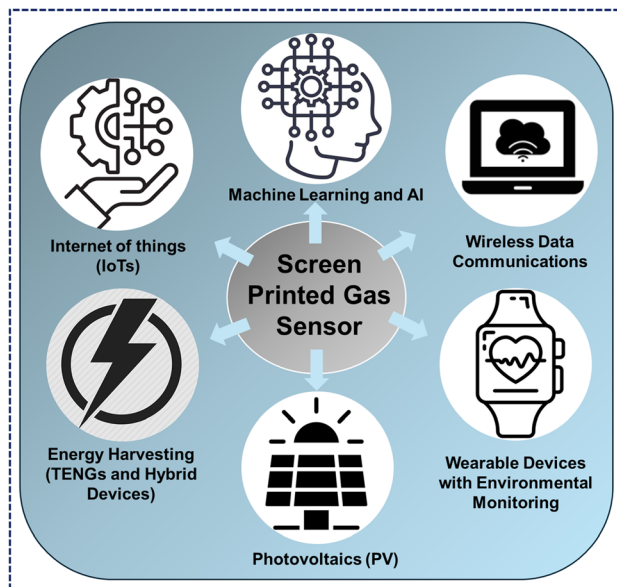 Machine Learning and AI
Internet of things
(IoTs)
Wireless Data
Communications
Screen
Printed Gas
Sensor
Energy Harvesting
(TENGs and Hybrid
Devices)
Wearable Devices
with Environmental
Monitoring
Photovoltaics (PV)